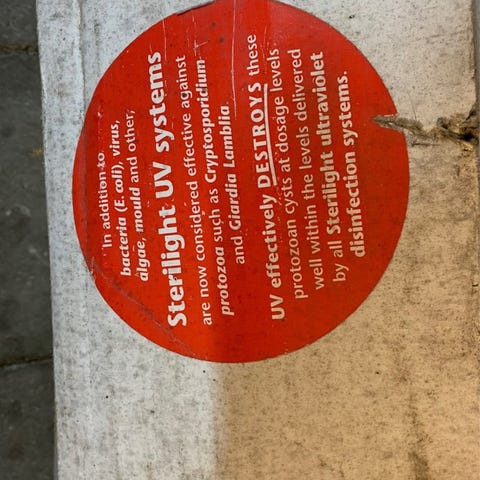 In addition to
bacteria (E.coli), virus,
algae, mould and other,
Sterilight UV systems
are now considered effective against
protozoa such as Cryptosporidium
and Giardia Lamblia.
UV effectively DESTROYS these
protozoan cysts at dosage levels
well within the levels delivered
by all Sterilight ultraviolet
disinfection systems.